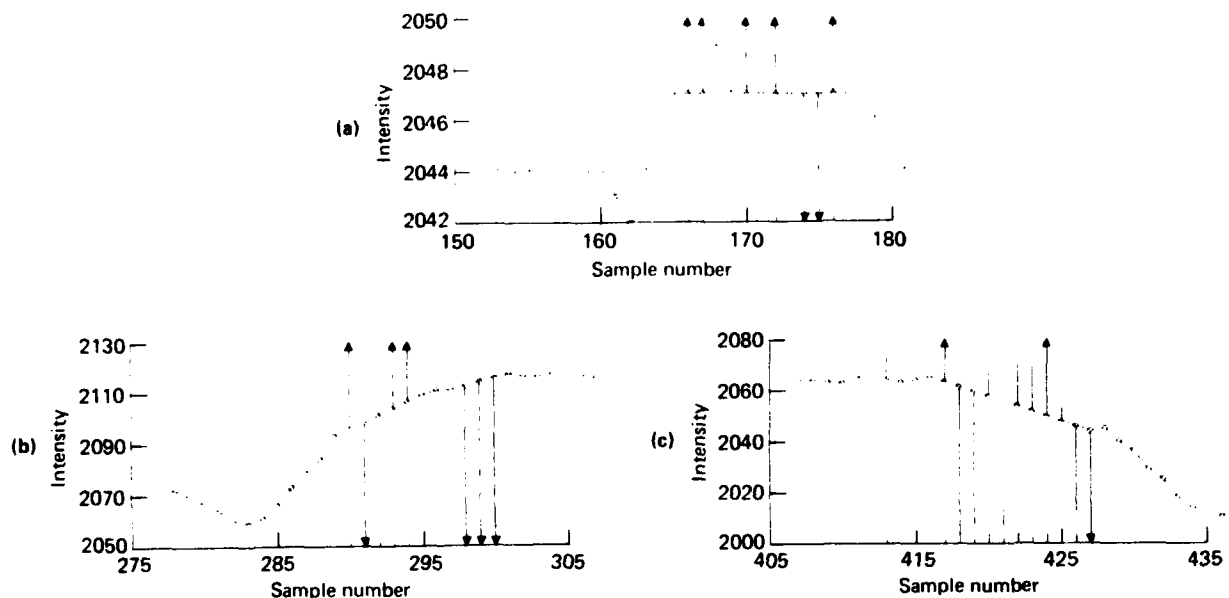 (a)
Intensity
2050
2048
2046
2044
2042
150 160 170 180
Sample number
(b)
Intensity
2130
2110
2090
2070
2050
275 285 295 305
Sample number
(c)
Intensity
2080
2060
2040
2020
2000
405 415 425 435
Sample number